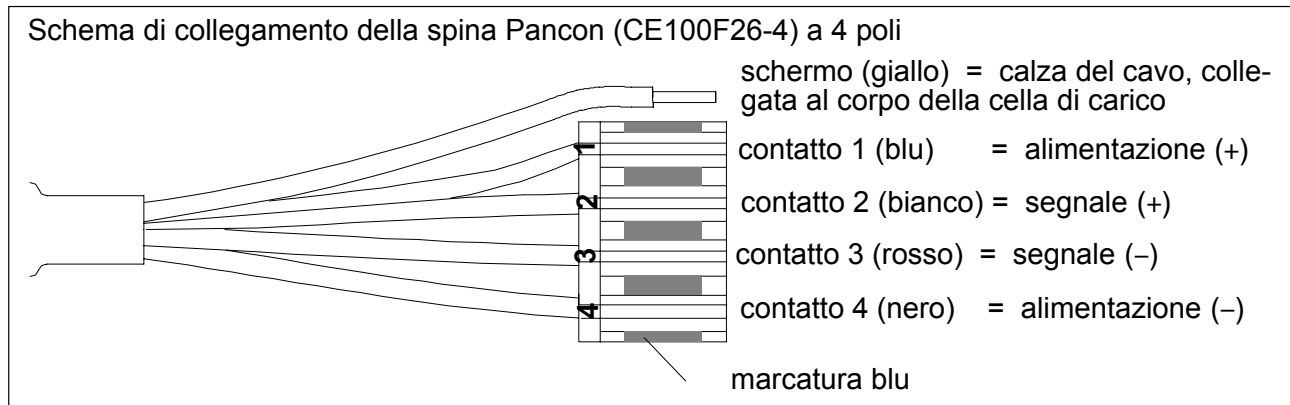 Schema di collegamento della spina Pancon (CE100F26-4) a 4 poli
schermo (giallo) = calza del cavo, colle-
gata al corpo della cella di carico
1 contatto 1 (blu) = alimentazione (+)
2 contatto 2 (bianco) = segnale (+)
3 contatto 3 (rosso) = segnale (−)
4 contatto 4 (nero) = alimentazione (−)
marcatura blu